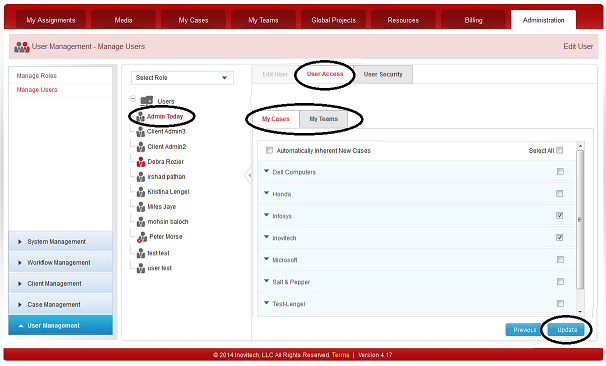 My Assignments
Media
My Cases
My Teams
Global Projects
Resources
Billing
Administration
User Management - Manage Users
Edit User
Manage Roles
Manage Users
System Management
Workflow Management
Client Management
Case Management
User Management
Select Role
Users
Admin Today
Client Admin3
Client Admin2
Debra Rozier
irshad pathan
Kristina Lengel
Miles Jaye
mohsin baloch
Peter Morse
test test
user test
Edit User
User Access
User Security
My Cases
My Teams
Automatically Inherent New Cases
Select All
Dell Computers
Honda
Infosys
Inovitech
Microsoft
Salt & Pepper
Test-Lengel
Previous
Update
© 2014 Inovitech, LLC All Rights Reserved. Terms | Version 4.17